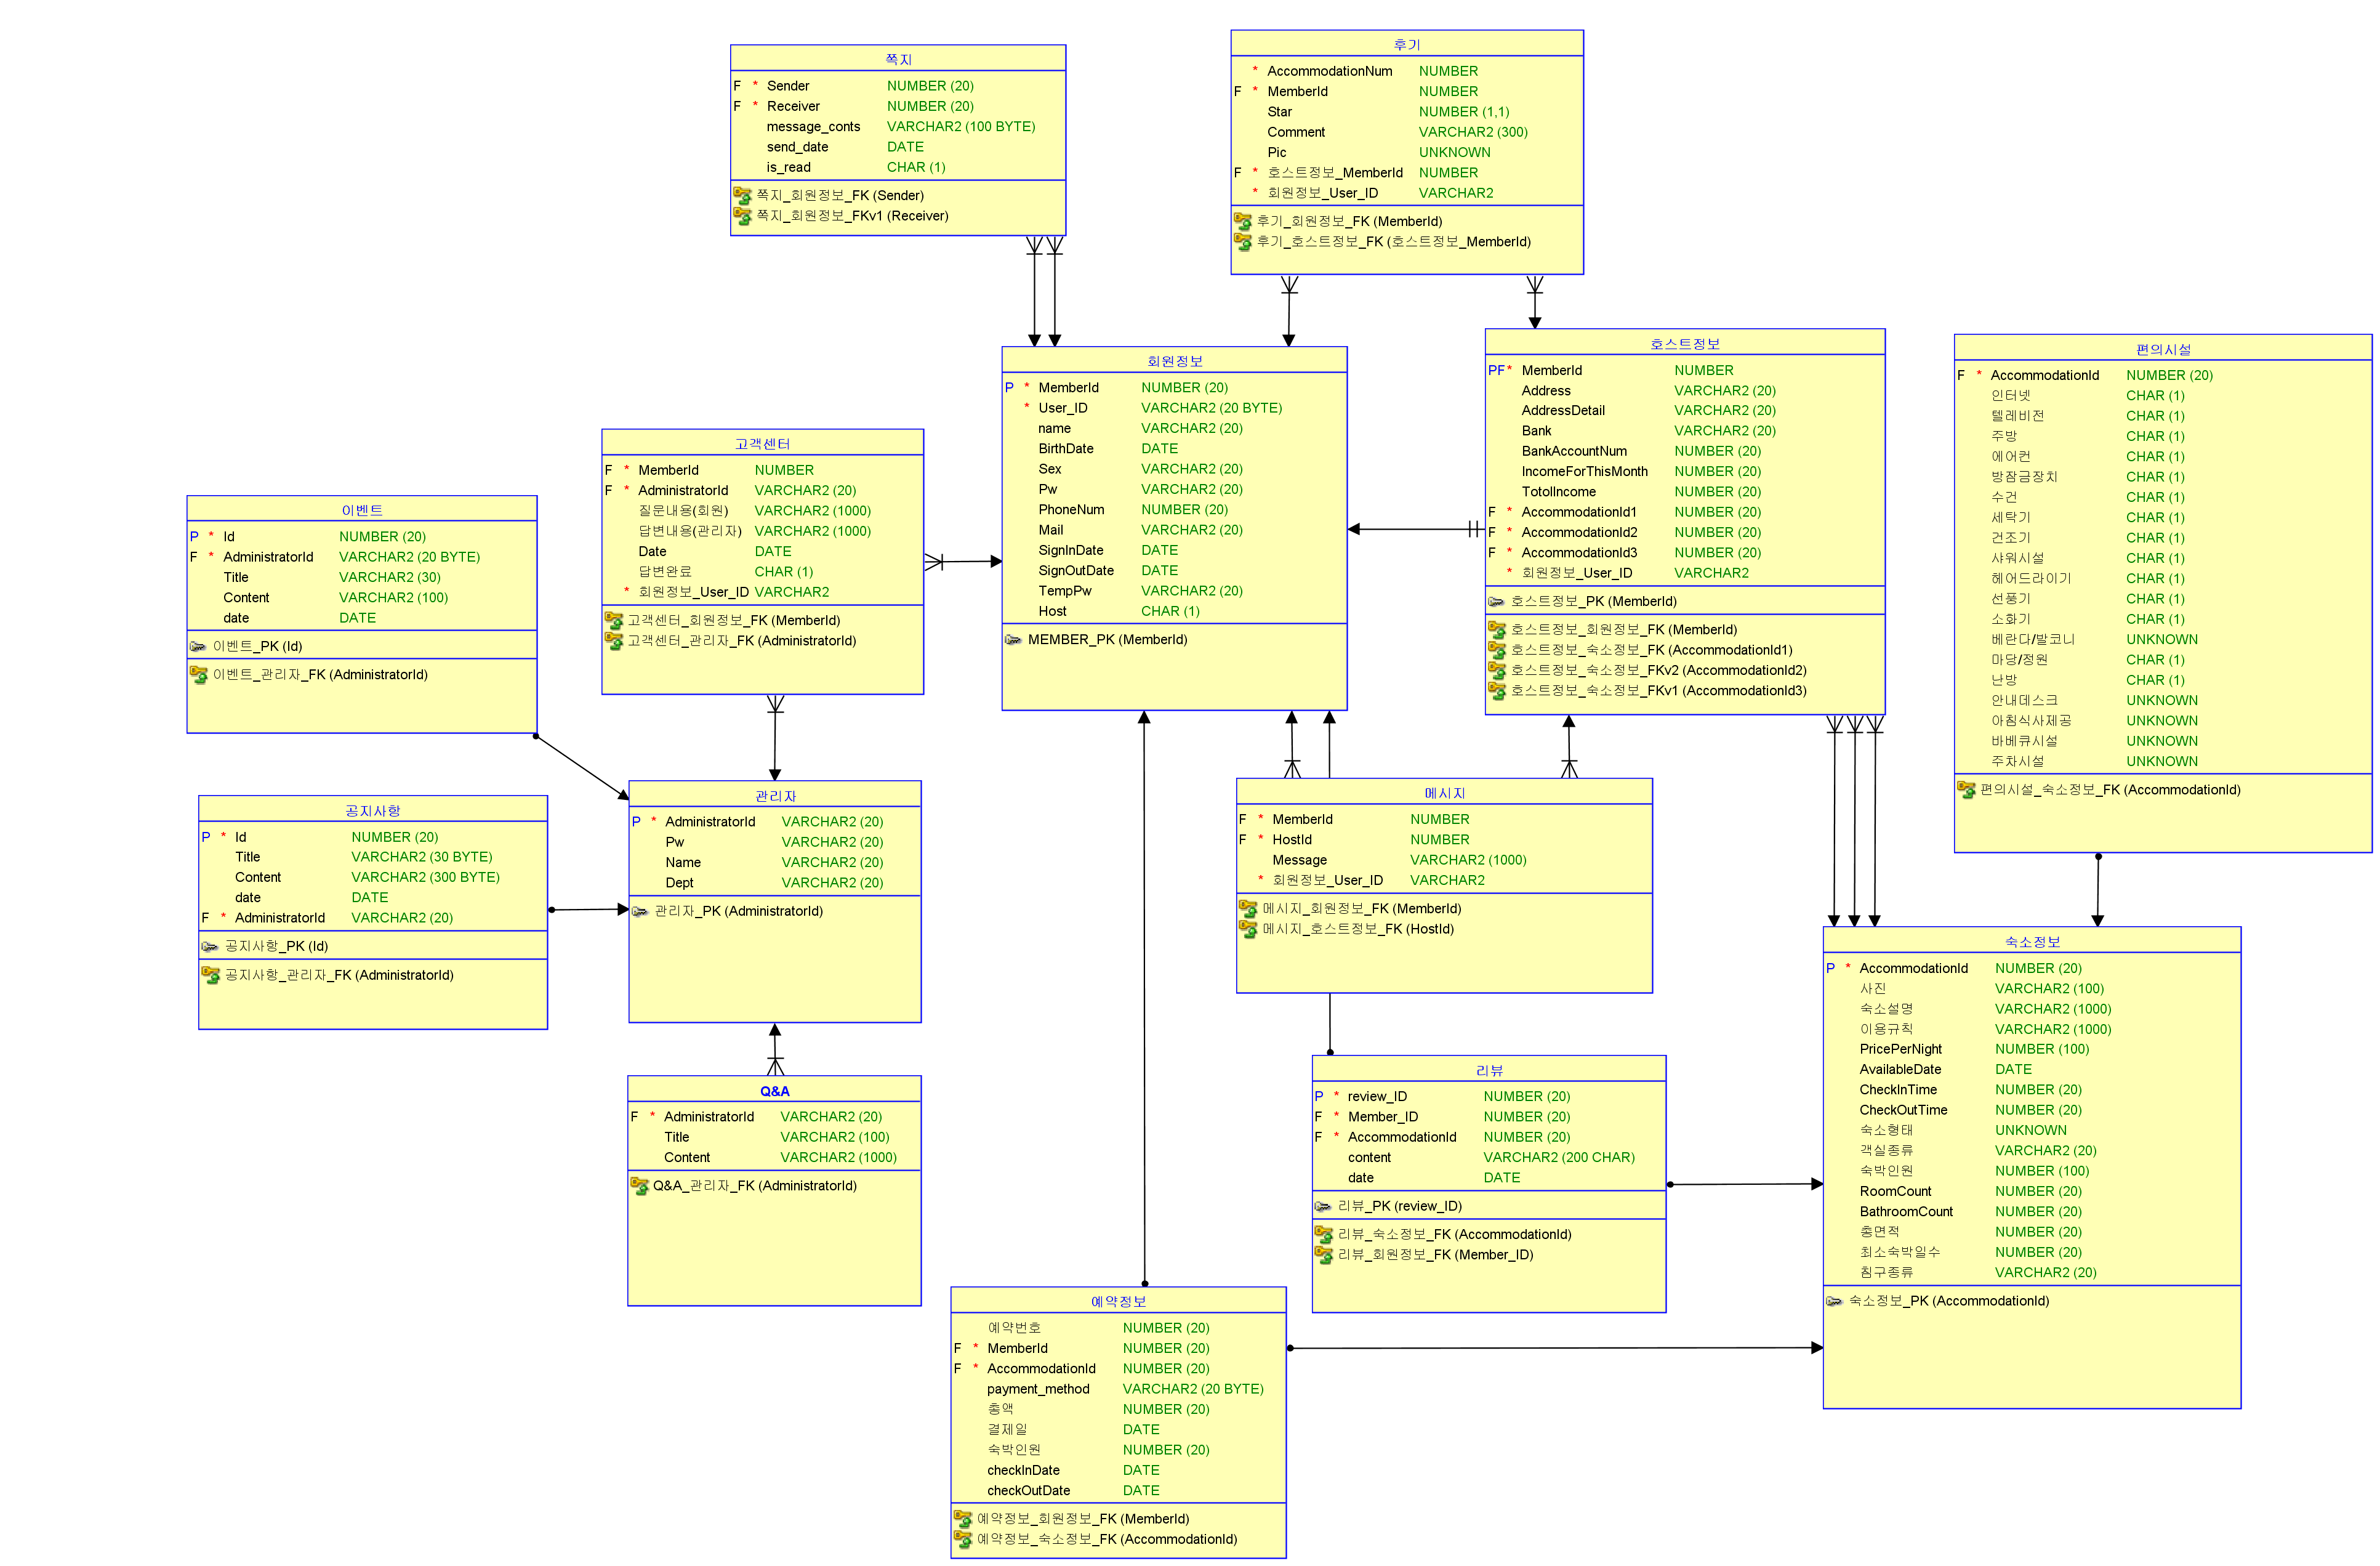 쪽지
F * Sender NUMBER (20)
F * Receiver NUMBER (20)
message_conts VARCHAR2 (100 BYTE)
send_date DATE
is_read CHAR (1)
쪽지_회원정보_FK (Sender)
쪽지_회원정보_FKv1 (Receiver)
후기
* AccommodationNum NUMBER
F * MemberId NUMBER
Star NUMBER (1,1)
Comment VARCHAR2 (300)
Pic UNKNOWN
F * 호스트정보_MemberId NUMBER
* 회원정보_User_ID VARCHAR2
후기_회원정보_FK (MemberId)
후기_호스트정보_FK (호스트정보_MemberId)
회원정보
P * MemberId NUMBER (20)
* User_ID VARCHAR2 (20 BYTE)
name VARCHAR2 (20)
BirthDate DATE
Sex VARCHAR2 (20)
Pw VARCHAR2 (20)
PhoneNum NUMBER (20)
Mail VARCHAR2 (20)
SignInDate DATE
SignOutDate DATE
TempPw VARCHAR2 (20)
Host CHAR (1)
MEMBER_PK (MemberId)
호스트정보
PF * MemberId NUMBER
Address VARCHAR2 (20)
AddressDetail VARCHAR2 (20)
Bank VARCHAR2 (20)
BankAccountNum NUMBER (20)
IncomeForThisMonth NUMBER (20)
TotolIncome NUMBER (20)
F * AccommodationId1 NUMBER (20)
F * AccommodationId2 NUMBER (20)
F * AccommodationId3 NUMBER (20)
* 회원정보_User_ID VARCHAR2
호스트정보_PK (MemberId)
호스트정보_회원정보_FK (MemberId)
호스트정보_숙소정보_FK (AccommodationId1)
호스트정보_숙소정보_FKv2 (AccommodationId2)
호스트정보_숙소정보_FKv1 (AccommodationId3)
편의시설
F * AccommodationId NUMBER (20)
인터넷 CHAR (1)
텔레비전 CHAR (1)
주방 CHAR (1)
에어컨 CHAR (1)
방잠금장치 CHAR (1)
수건 CHAR (1)
세탁기 CHAR (1)
건조기 CHAR (1)
샤워시설 CHAR (1)
헤어드라이기 CHAR (1)
선풍기 CHAR (1)
소화기 CHAR (1)
베란다/발코니 UNKNOWN
마당/정원 CHAR (1)
난방 CHAR (1)
안내데스크 UNKNOWN
아침식사제공 UNKNOWN
바베큐시설 UNKNOWN
주차시설 UNKNOWN
편의시설_숙소정보_FK (AccommodationId)
고객센터
F * MemberId NUMBER
F * AdministratorId VARCHAR2 (20)
질문내용(회원) VARCHAR2 (1000)
답변내용(관리자) VARCHAR2 (1000)
Date DATE
답변완료 CHAR (1)
* 회원정보_User_ID VARCHAR2
고객센터_회원정보_FK (MemberId)
고객센터_관리자_FK (AdministratorId)
이벤트
P * Id NUMBER (20)
F * AdministratorId VARCHAR2 (20 BYTE)
Title VARCHAR2 (30)
Content VARCHAR2 (100)
date DATE
이벤트_PK (Id)
이벤트_관리자_FK (AdministratorId)
공지사항
P * Id NUMBER (20)
Title VARCHAR2 (30 BYTE)
Content VARCHAR2 (300 BYTE)
date DATE
F * AdministratorId VARCHAR2 (20)
공지사항_PK (Id)
공지사항_관리자_FK (AdministratorId)
관리자
P * AdministratorId VARCHAR2 (20)
Pw VARCHAR2 (20)
Name VARCHAR2 (20)
Dept VARCHAR2 (20)
관리자_PK (AdministratorId)
메시지
F * MemberId NUMBER
F * HostId NUMBER
Message VARCHAR2 (1000)
* 회원정보_User_ID VARCHAR2
메시지_회원정보_FK (MemberId)
메시지_호스트정보_FK (HostId)
숙소정보
P * AccommodationId NUMBER (20)
사진 VARCHAR2 (100)
숙소설명 VARCHAR2 (1000)
이용규칙 VARCHAR2 (1000)
PricePerNight NUMBER (100)
AvailableDate DATE
CheckInTime NUMBER (20)
CheckOutTime NUMBER (20)
숙소형태 UNKNOWN
객실종류 VARCHAR2 (20)
숙박인원 NUMBER (100)
RoomCount NUMBER (20)
BathroomCount NUMBER (20)
총면적 NUMBER (20)
최소숙박일수 NUMBER (20)
침구종류 VARCHAR2 (20)
숙소정보_PK (AccommodationId)
Q&A
F * AdministratorId VARCHAR2 (20)
Title VARCHAR2 (100)
Content VARCHAR2 (1000)
Q&A_관리자_FK (AdministratorId)
리뷰
P * review_ID NUMBER (20)
F * Member_ID NUMBER (20)
F * AccommodationId NUMBER (20)
content VARCHAR2 (200 CHAR)
date DATE
리뷰_PK (review_ID)
리뷰_숙소정보_FK (AccommodationId)
리뷰_회원정보_FK (Member_ID)
예약정보
예약번호 NUMBER (20)
F * MemberId NUMBER (20)
F * AccommodationId NUMBER (20)
payment_method VARCHAR2 (20 BYTE)
총액 NUMBER (20)
결제일 DATE
숙박인원 NUMBER (20)
checkInDate DATE
checkOutDate DATE
예약정보_회원정보_FK (MemberId)
예약정보_숙소정보_FK (AccommodationId)